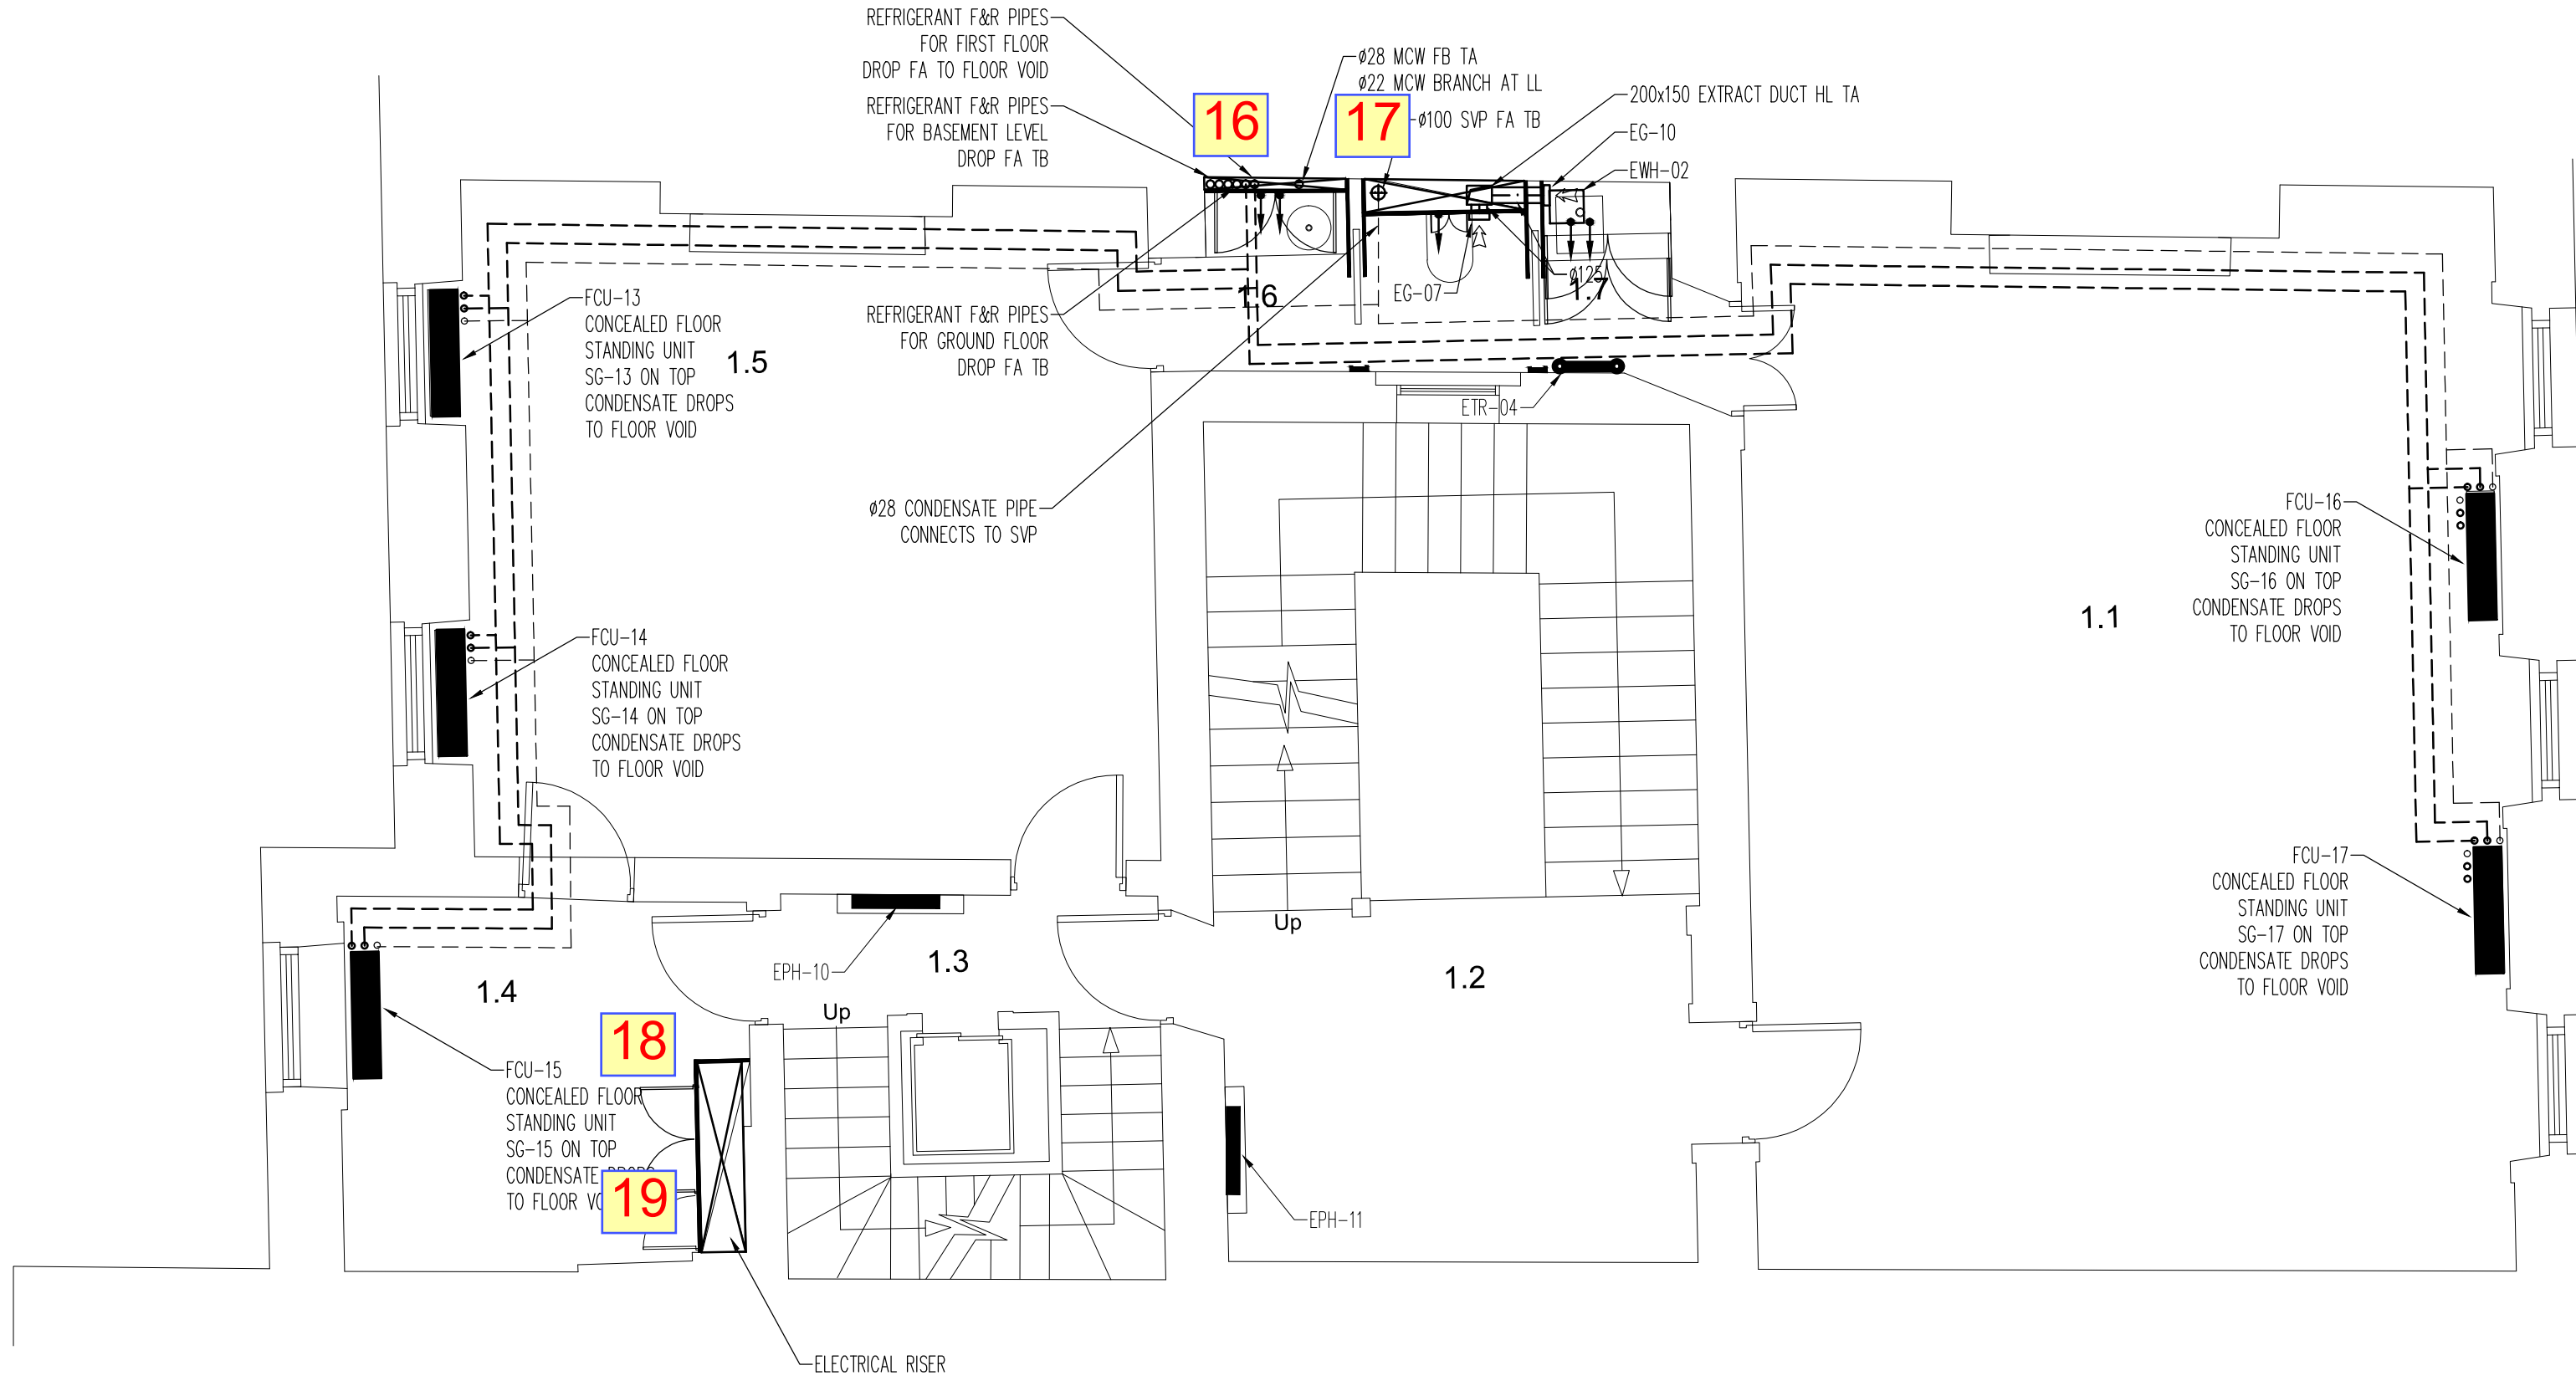 REFRIGERANT F&R PIPES
FOR FIRST FLOOR
DROP FA TO FLOOR VOID
REFRIGERANT F&R PIPES
FOR BASEMENT LEVEL
DROP FA TB
16
ø28 MCW FB TA
ø22 MCW BRANCH AT LL
17
ø100 SVP FA TB
200x150 EXTRACT DUCT HL TA
EG-10
EWH-02
FCU-13
CONCEALED FLOOR
STANDING UNIT
SG-13 ON TOP
CONDENSATE DROPS
TO FLOOR VOID
1.5
REFRIGERANT F&R PIPES
FOR GROUND FLOOR
DROP FA TB
1.6
EG-07
ø125
1.7
ETR-04
ø28 CONDENSATE PIPE
CONNECTS TO SVP
FCU-16
CONCEALED FLOOR
STANDING UNIT
SG-16 ON TOP
CONDENSATE DROPS
TO FLOOR VOID
1.1
FCU-14
CONCEALED FLOOR
STANDING UNIT
SG-14 ON TOP
CONDENSATE DROPS
TO FLOOR VOID
FCU-17
CONCEALED FLOOR
STANDING UNIT
SG-17 ON TOP
CONDENSATE DROPS
TO FLOOR VOID
Up
EPH-10
1.3
1.2
1.4
Up
18
FCU-15
CONCEALED FLOOR
STANDING UNIT
SG-15 ON TOP
CONDENSATE DROPS
TO FLOOR
19
EPH-11
ELECTRICAL RISER